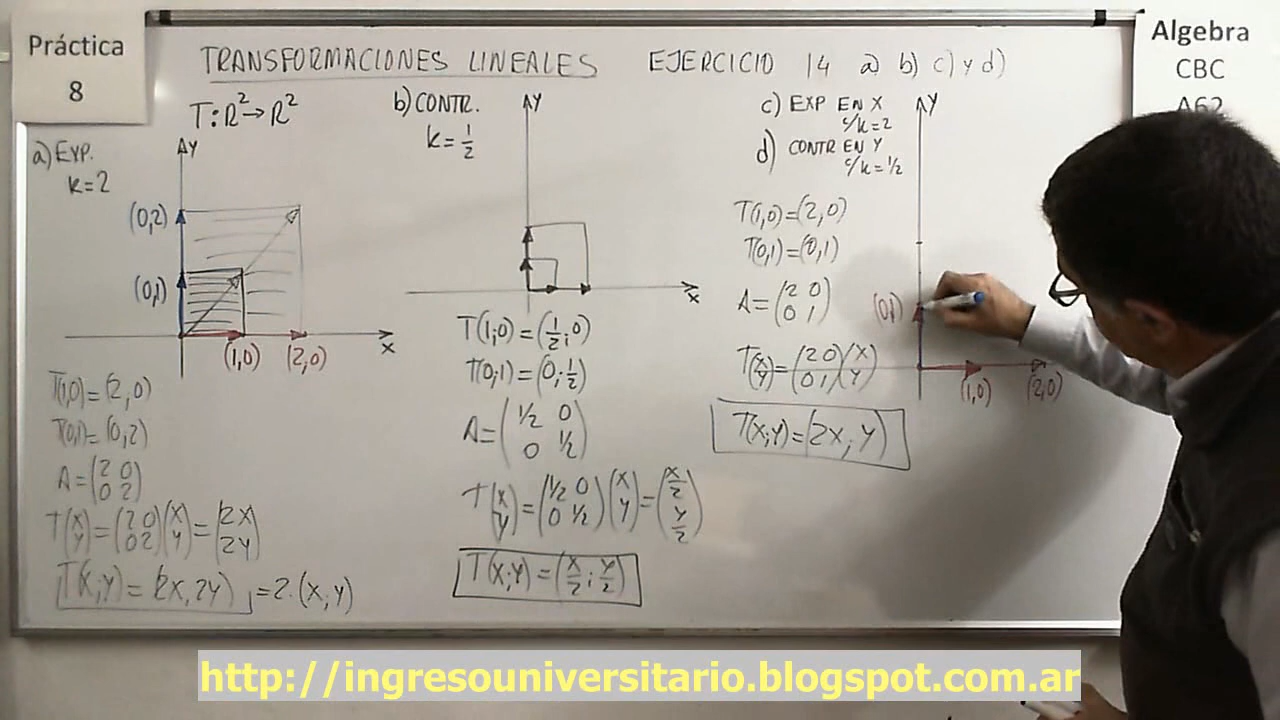 Práctica
8
Algebra
CBC
A62
TRANSFORMACIONES LINEALES EJERCICIO 14 a) b) c) y d)
T:R²→R²
a) EXP.
k=2
Y
(0,2)
(0,1)
(1,0) (2,0)
X
T(1,0)=(2,0)
T(0,1)=(0,2)
A=(2 0
0 2)
T(X
Y)=(2 0
0 2)(X
Y)=(2X
2Y)
T(X;Y)=(2X,2Y) =2.(X;Y)
b) CONTR.
k=1/2
Y
X
T(1;0)=(1/2;0)
T(0;1)=(0;1/2)
A=(1/2 0
0 1/2)
T(X
Y)=(1/2 0
0 1/2)(X
Y)=(X/2
Y/2)
T(X;Y)=(X/2;Y/2)
c) EXP EN X
c/k=2
d) CONTR EN Y
c/k=1/2
Y
T(1,0)=(2,0)
T(0,1)=(0,1)
A=(2 0
0 1)
(0,1)
T(X
Y)=(2 0
0 1)(X
Y)
(1,0) (2,0)
T(X;Y)=(2X;Y)
http://ingresouniversitario.blogspot.com.ar